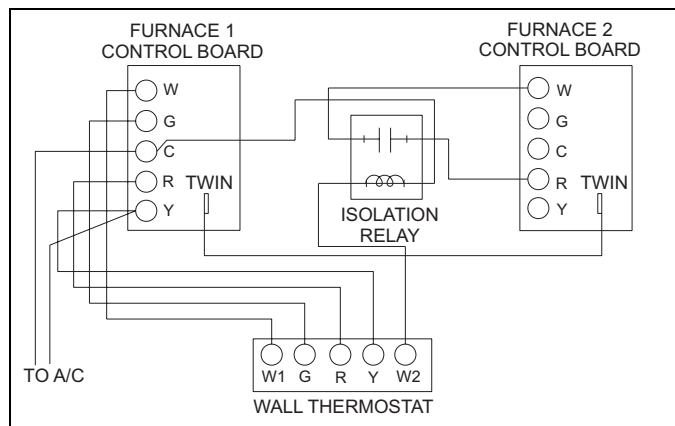 FURNACE 1
CONTROL BOARD
W
G
C
R
Y
TWIN
ISOLATION
RELAY
FURNACE 2
CONTROL BOARD
W
G
C
R
Y
TWIN
TO A/C
W1 G R Y W2
WALL THERMOSTAT